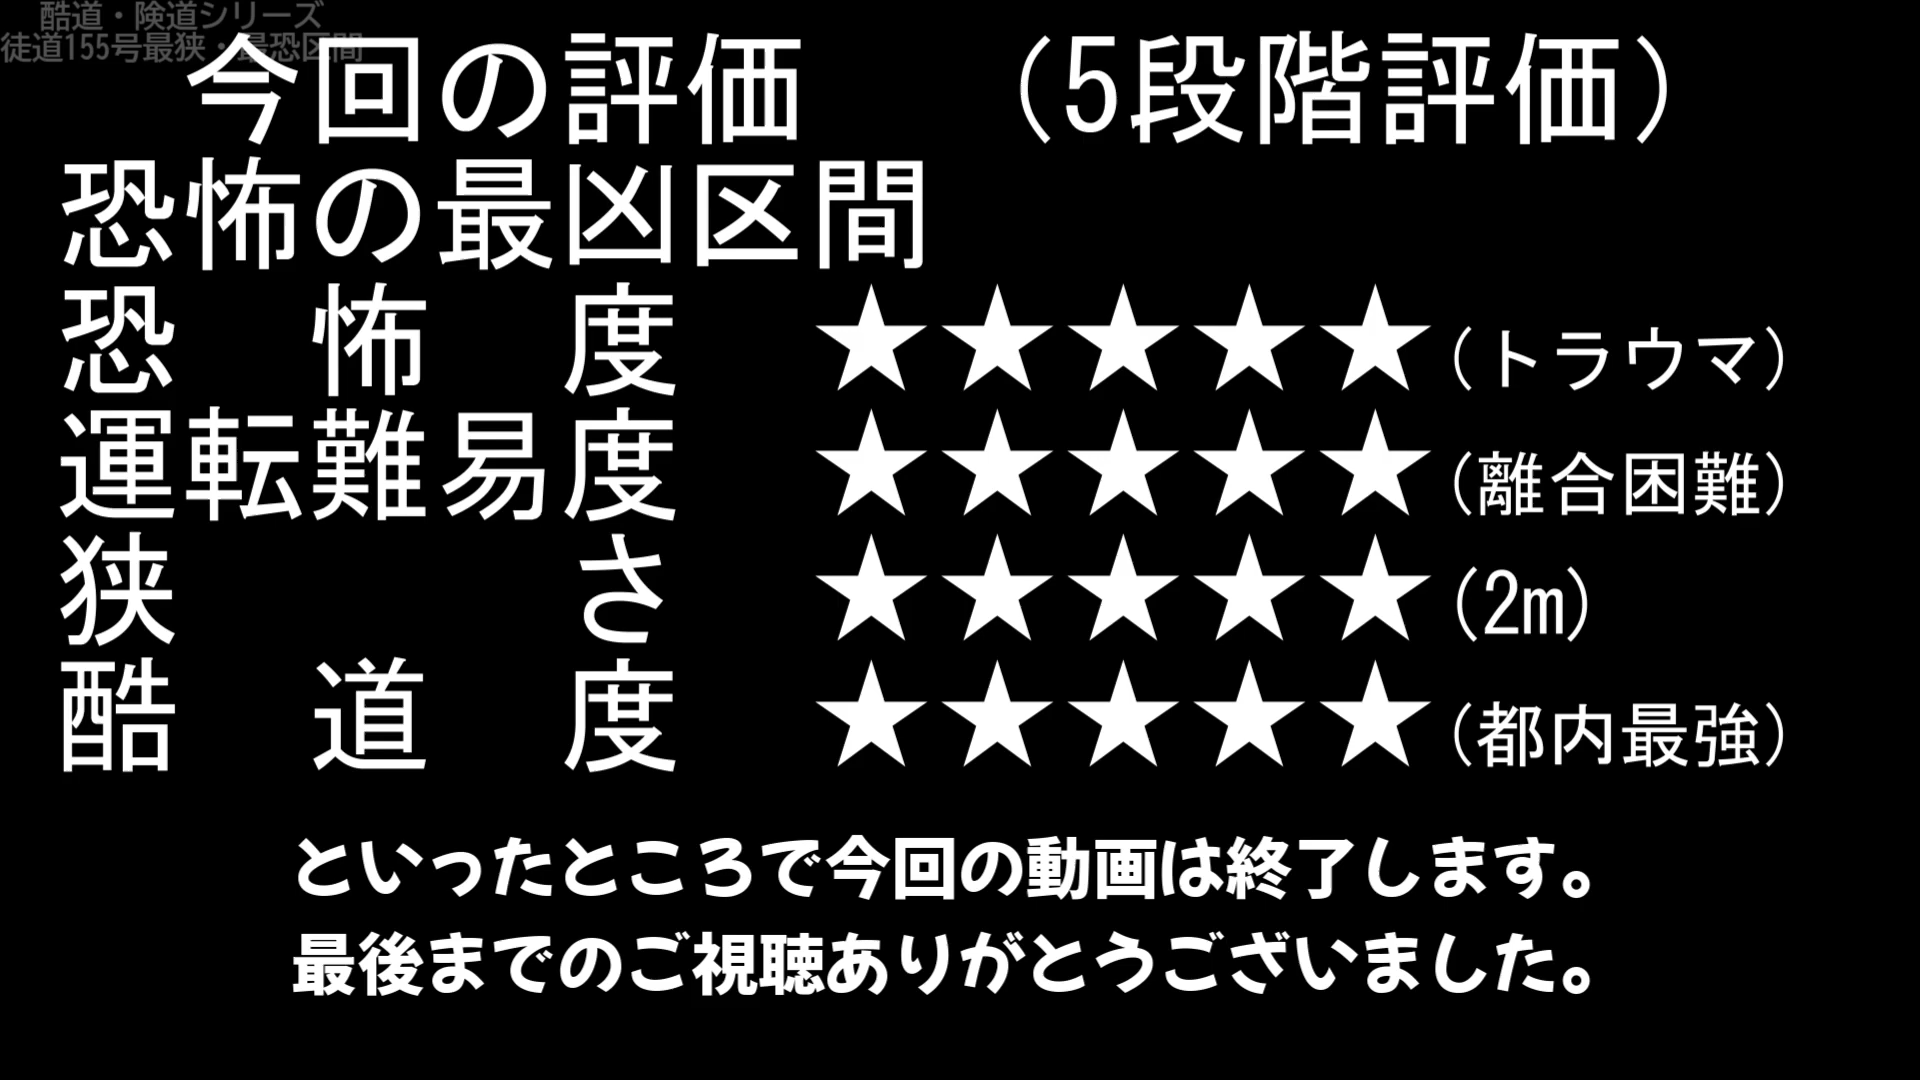 酷道・険道シリーズ
徒道155号最狭・最恐区間
今回の評価　（5段階評価）
恐怖の最凶区間
恐怖度　★★★★★（トラウマ）
運転難易度　★★★★★（離合困難）
狭さ　★★★★★（2m）
酷道度　★★★★★（都内最強）
といったところで今回の動画は終了します。
最後までのご視聴ありがとうございました。